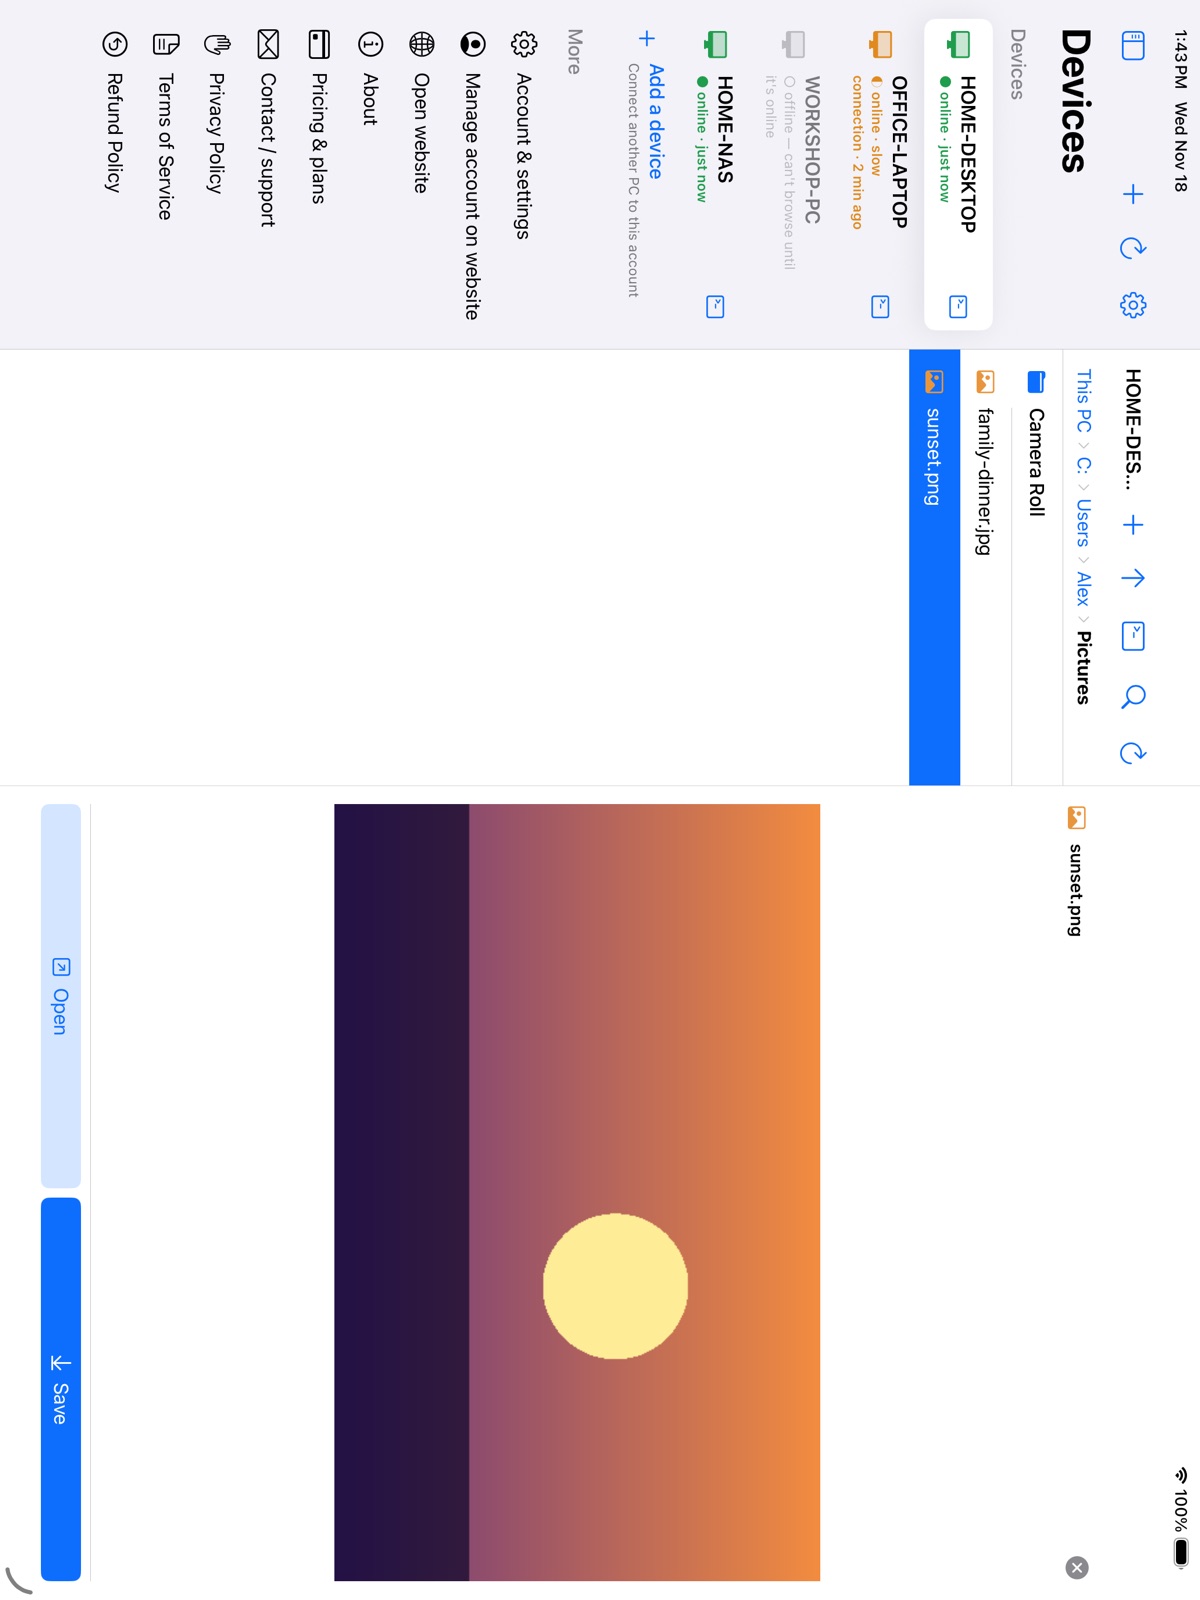 1:43 PM Wed Nov 18
100%
Devices
Devices
HOME-DESKTOP
online · just now
OFFICE-LAPTOP
online · slow
connection · 2 min ago
WORKSHOP-PC
offline — can't browse until
it's online
HOME-NAS
online · just now
Add a device
Connect another PC to this account
More
Account & settings
Manage account on website
Open website
About
Pricing & plans
Contact / support
Privacy Policy
Terms of Service
Refund Policy
HOME-DES...
This PC > C: > Users > Alex > Pictures
Camera Roll
family-dinner.jpg
sunset.png
sunset.png
Open
Save